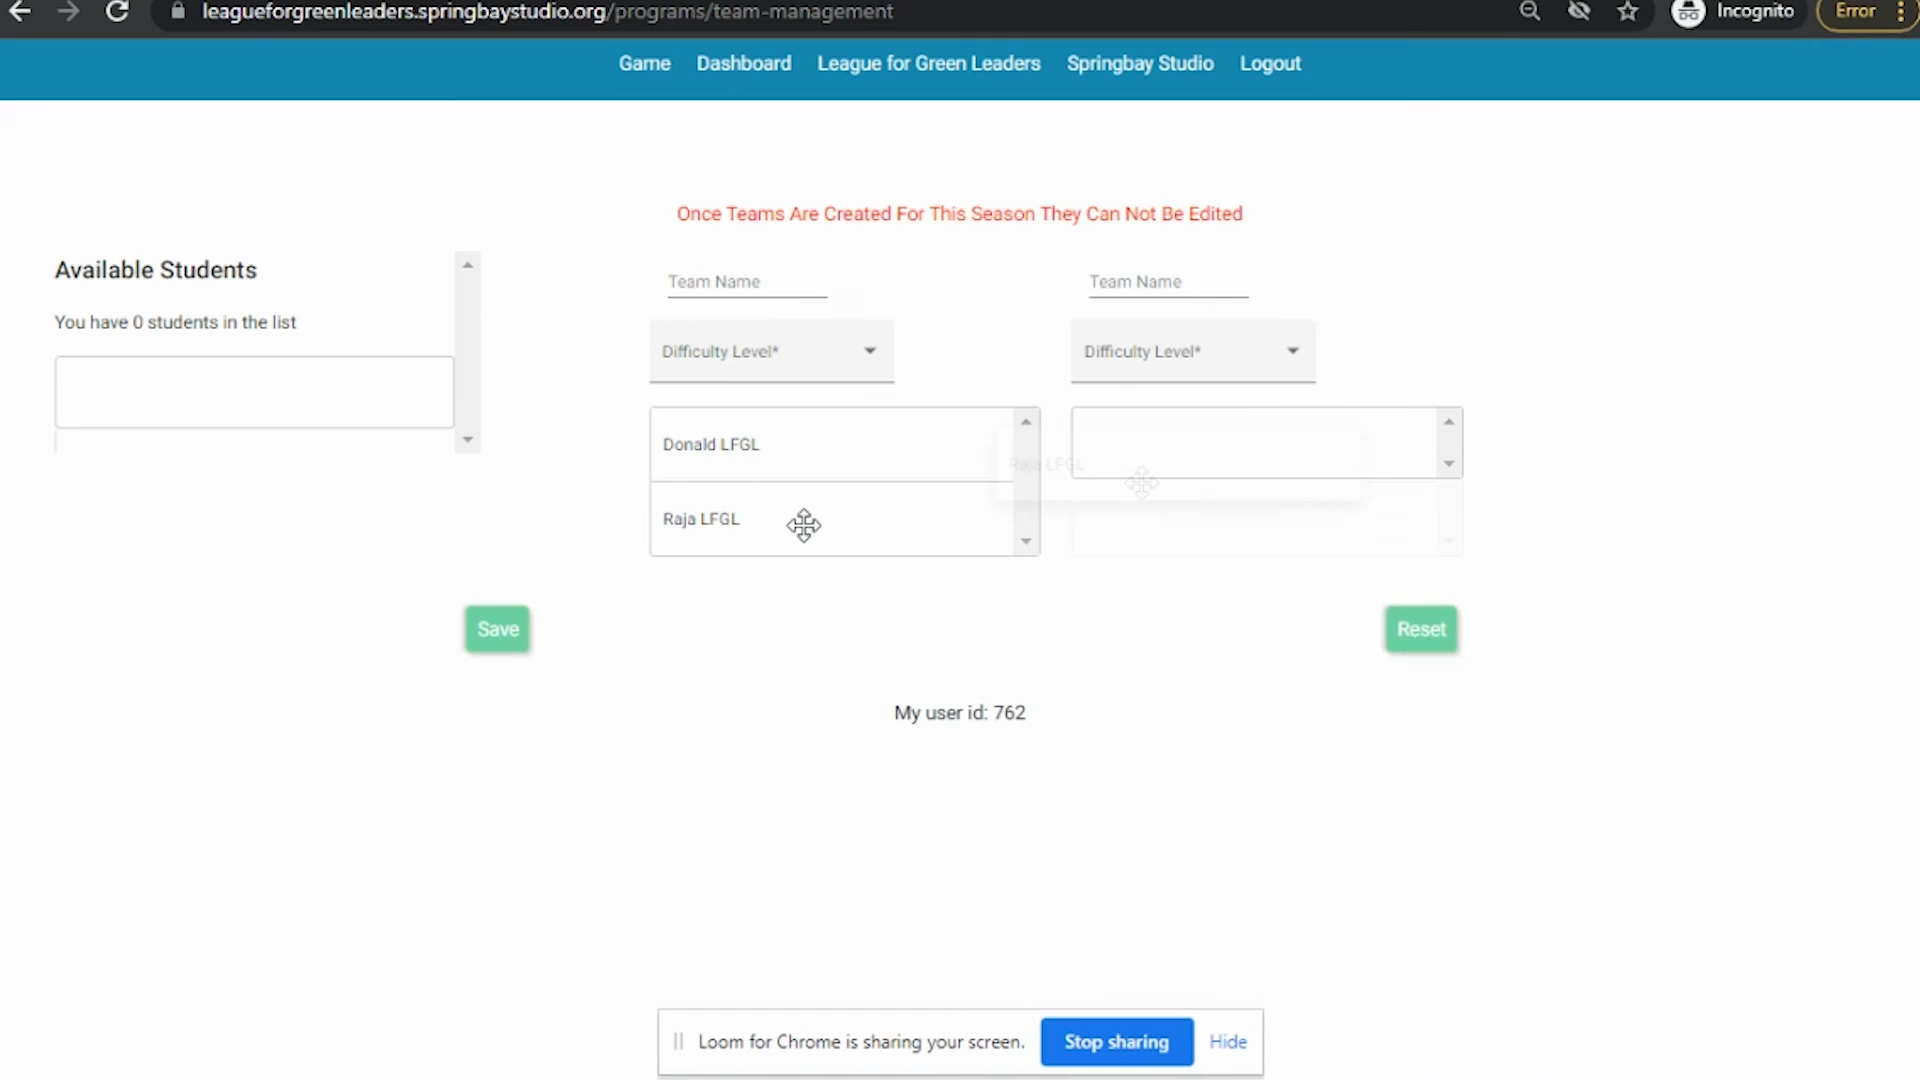 leagueforgreenleaders.springbaystudio.org/programs/team-management
Incognito
Error
Game Dashboard League for Green Leaders Springbay Studio Logout
Once Teams Are Created For This Season They Can Not Be Edited
Available Students
You have 0 students in the list
Team Name
Team Name
Difficulty Level*
Difficulty Level*
Donald LFGL
Raja LFGL
Raja LFGL
Save
Reset
My user id: 762
Loom for Chrome is sharing your screen.
Stop sharing
Hide